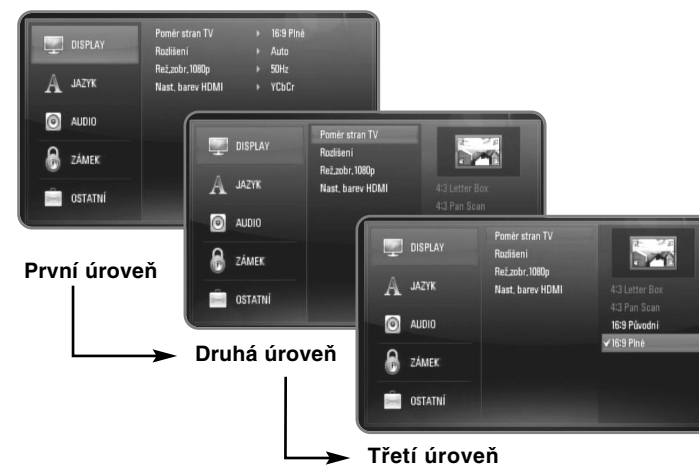 DISPLAY
JAZYK
AUDIO
ZÁMEK
OSTATNÍ
Poměr stran TV 16:9 Plné
Rozlišení Auto
Rež.zobr.1080p 50Hz
Nast. barev HDMI YCbCr
První úroveň
DISPLAY
JAZYK
AUDIO
ZÁMEK
OSTATNÍ
Poměr stran TV
Rozlišení
Rež.zobr.1080p
Nast. barev HDMI
4:3 Letter Box
4:3 Pan Scan
Druhá úroveň
DISPLAY
JAZYK
AUDIO
ZÁMEK
OSTATNÍ
Poměr stran TV
Rozlišení
Rež.zobr.1080p
Nast. barev HDMI
4:3 Letter Box
4:3 Pan Scan
16:9 Původní
✓16:9 Plné
Třetí úroveň